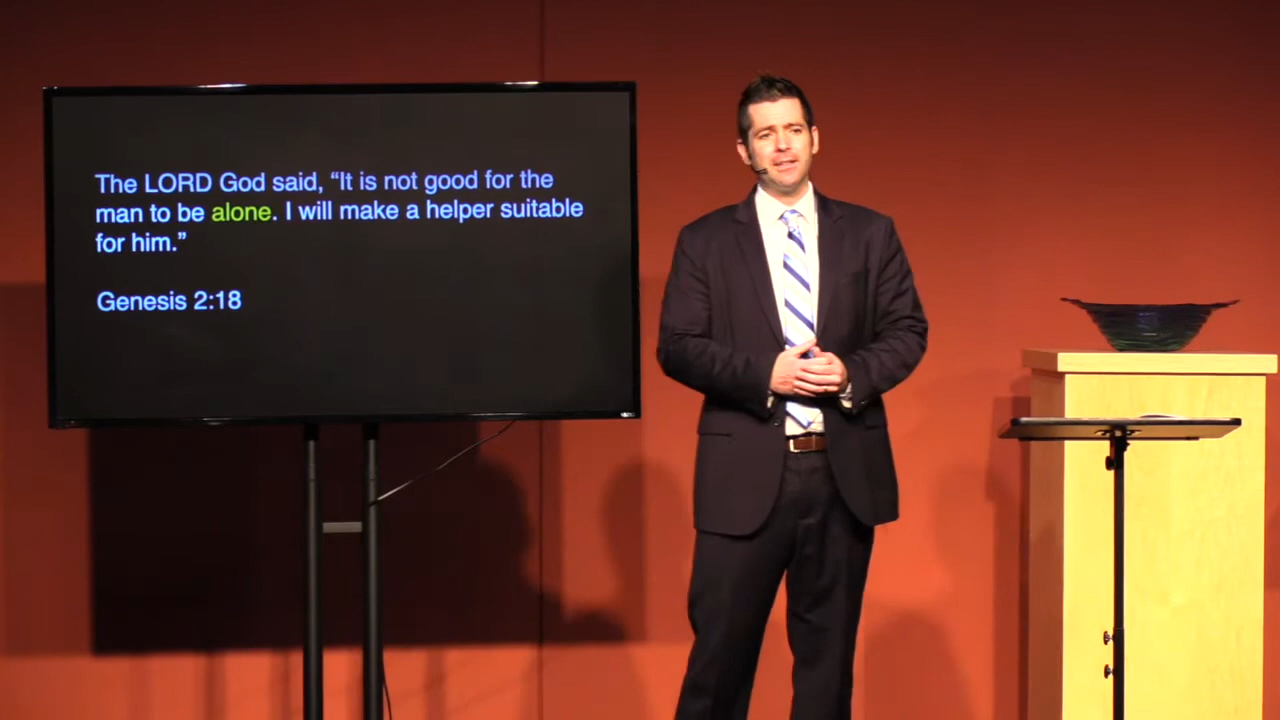 The LORD God said, “It is not good for the
man to be alone. I will make a helper suitable
for him.”
Genesis 2:18